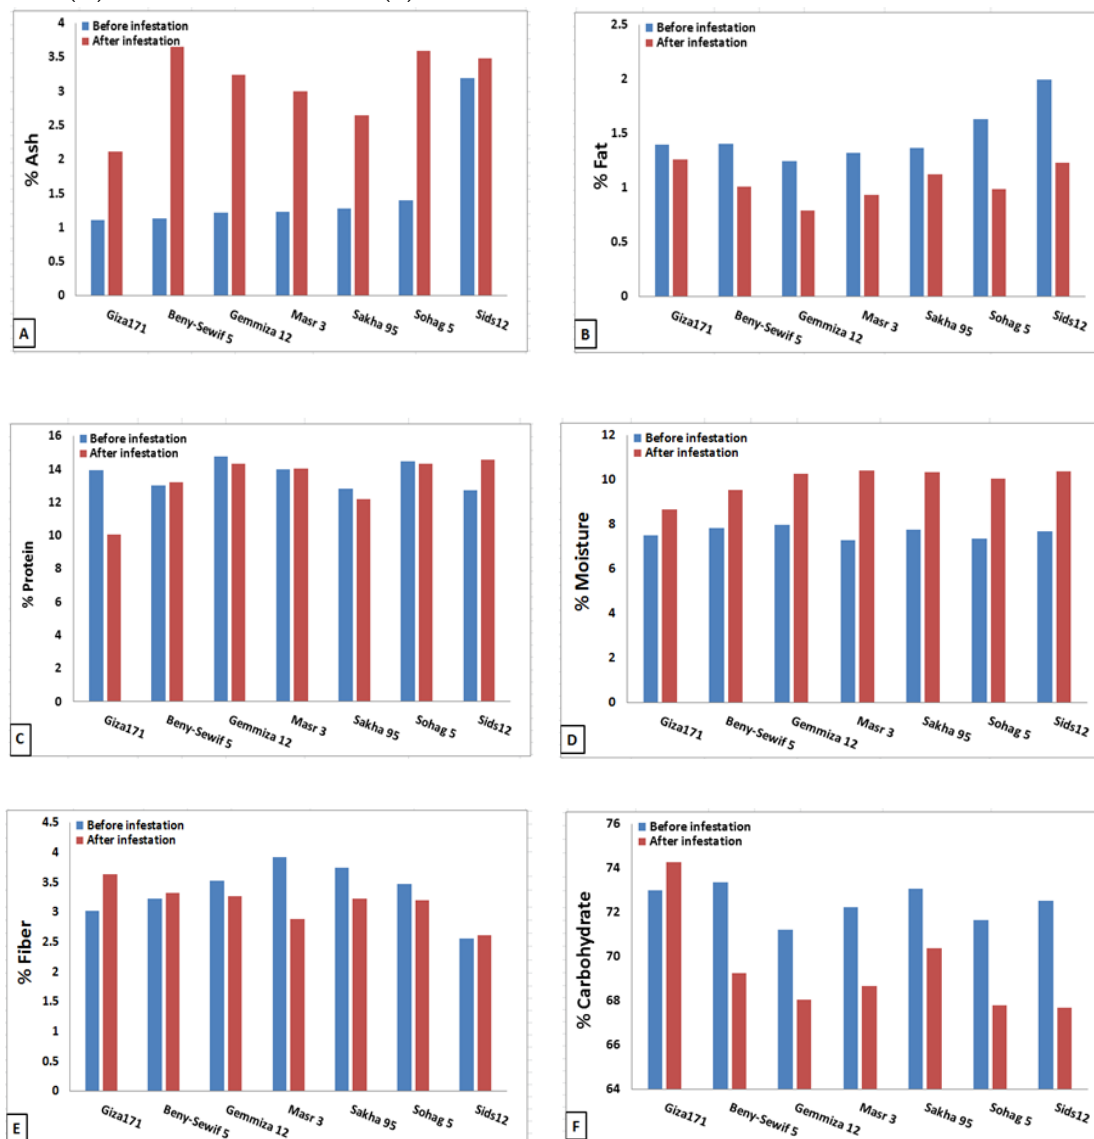 Before infestation
After infestation
% Ash
4
3.5
3
2.5
2
1.5
1
0.5
0
Giza171
Beny-Sewif 5
Gemmiza 12
Masr 3
Sakha 95
Sohag 5
Sids12
A
Before infestation
After infestation
% Fat
2.5
2
1.5
1
0.5
0
Giza171
Beny-Sewif 5
Gemmiza 12
Masr 3
Sakha 95
Sohag 5
Sids12
B
Before infestation
After infestation
% Protein
16
14
12
10
8
6
4
2
0
Giza171
Beny-Sewif 5
Gemmiza 12
Masr 3
Sakha 95
Sohag 5
Sids12
C
Before infestation
After infestation
% Moisture
12
10
8
6
4
2
0
Giza171
Beny-Sewif 5
Gemmiza 12
Masr 3
Sakha 95
Sohag 5
Sids12
D
Before infestation
After infestation
% Fiber
4.5
4
3.5
3
2.5
2
1.5
1
0.5
0
Giza171
Beny-Sewif 5
Gemmiza 12
Masr 3
Sakha 95
Sohag 5
Sids12
E
Before infestation
After infestation
% Carbohydrate
76
74
72
70
68
66
64
Giza171
Beny-Sewif 5
Gemmiza 12
Masr 3
Sakha 95
Sohag 5
Sids12
F